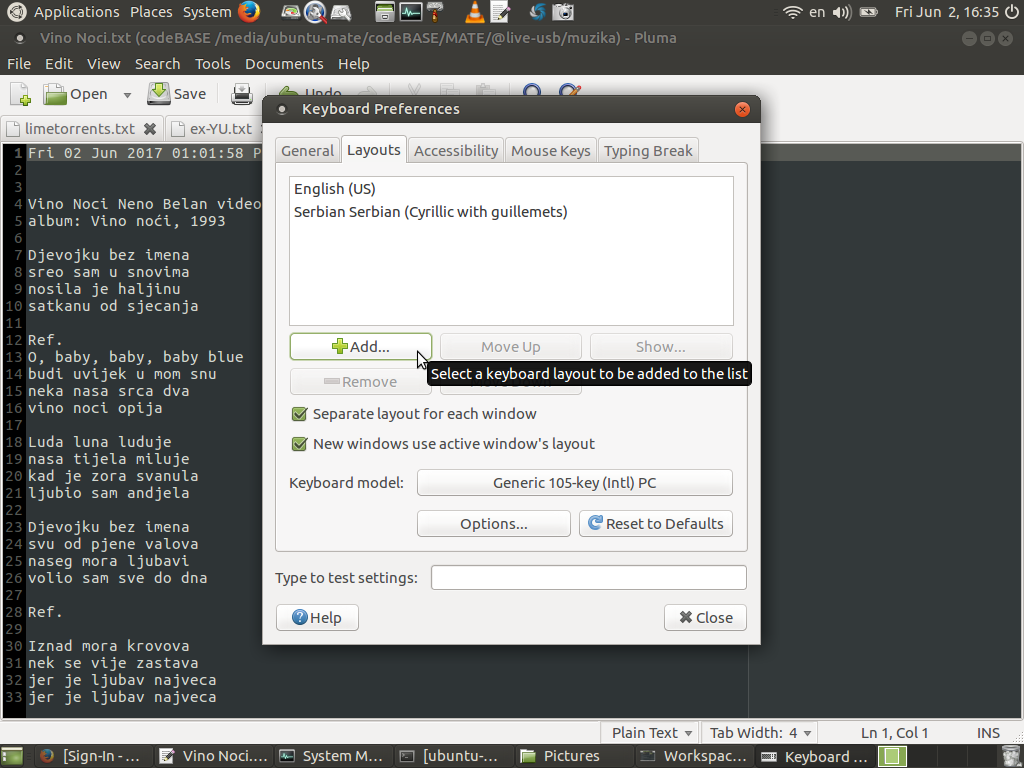 Applications Places System en Fri Jun 2, 16:35
Vino Noci.txt (codeBASE /media/ubuntu-mate/codeBASE/MATE/@live-usb/muzika) - Pluma
File Edit View Search Tools Documents Help
Open Save Undo
limetorrents.txt ex-YU.txt
Keyboard Preferences
General Layouts Accessibility Mouse Keys Typing Break
English (US)
Serbian Serbian (Cyrillic with guillemets)
Add... Move Up Show...
Select a keyboard layout to be added to the list
Remove
Separate layout for each window
New windows use active window's layout
Keyboard model: Generic 105-key (Intl) PC
Options... Reset to Defaults
Type to test settings:
Help Close
1 Fri 02 Jun 2017 01:01:58 P
2
3
4 Vino Noci Neno Belan video
5 album: Vino noći, 1993
6
7 Djevojku bez imena
8 sreo sam u snovima
9 nosila je haljinu
10 satkanu od sjecanja
11
12 Ref.
13 O, baby, baby, baby blue
14 budi uvijek u mom snu
15 neka nasa srca dva
16 vino noci opija
17
18 Luda luna luduje
19 nasa tijela miluje
20 kad je zora svanula
21 ljubio sam andjela
22
23 Djevojku bez imena
24 svu od pjene valova
25 naseg mora ljubavi
26 volio sam sve do dna
27
28 Ref.
29
30 Iznad mora krovova
31 nek se vije zastava
32 jer je ljubav najveca
33 jer je ljubav najveca
Plain Text Tab Width: 4 Ln 1, Col 1 INS
[Sign-In - ... Vino Noci.... System M... [ubuntu-... Pictures Workspac... Keyboard ...